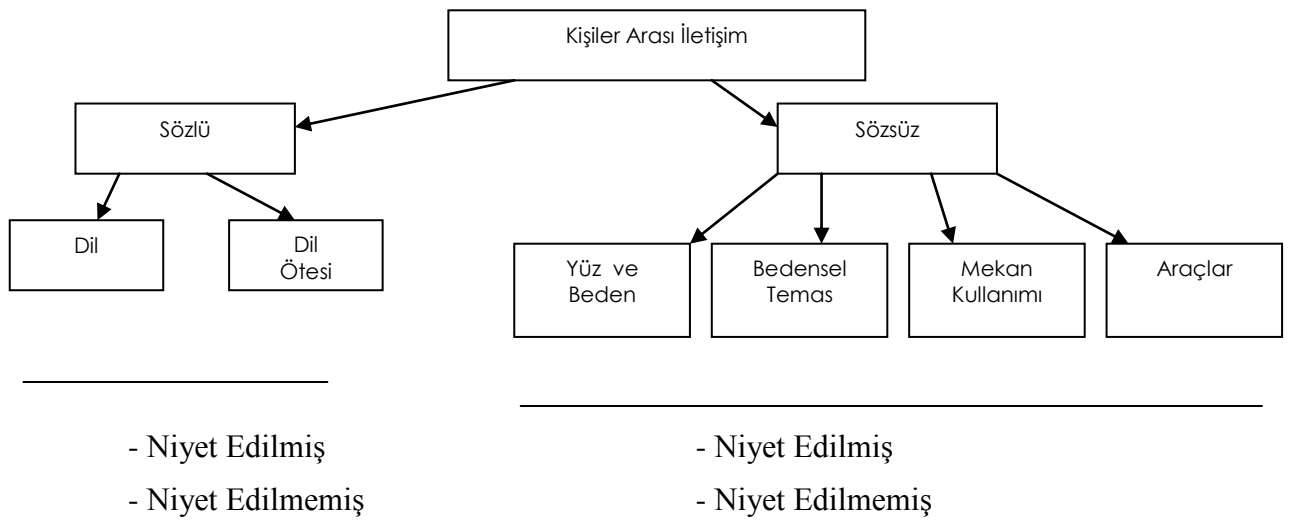 Kişiler Arası İletişim
Sözlü
Sözsüz
Dil
Dil
Ötesi
Yüz ve
Beden
Bedensel
Temas
Mekan
Kullanımı
Araçlar
- Niyet Edilmiş
- Niyet Edilmemiş
- Niyet Edilmiş
- Niyet Edilmemiş